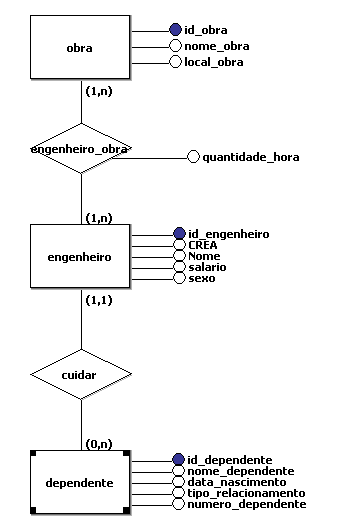 id_obra
obra
nome_obra
local_obra
(1,n)
engenheiro_obra
quantidade_hora
(1,n)
id_engenheiro
CREA
engenheiro
Nome
salario
sexo
(1,1)
cuidar
(0,n)
id_dependente
nome_dependente
dependente
data_nascimento
tipo_relacionamento
numero_dependente